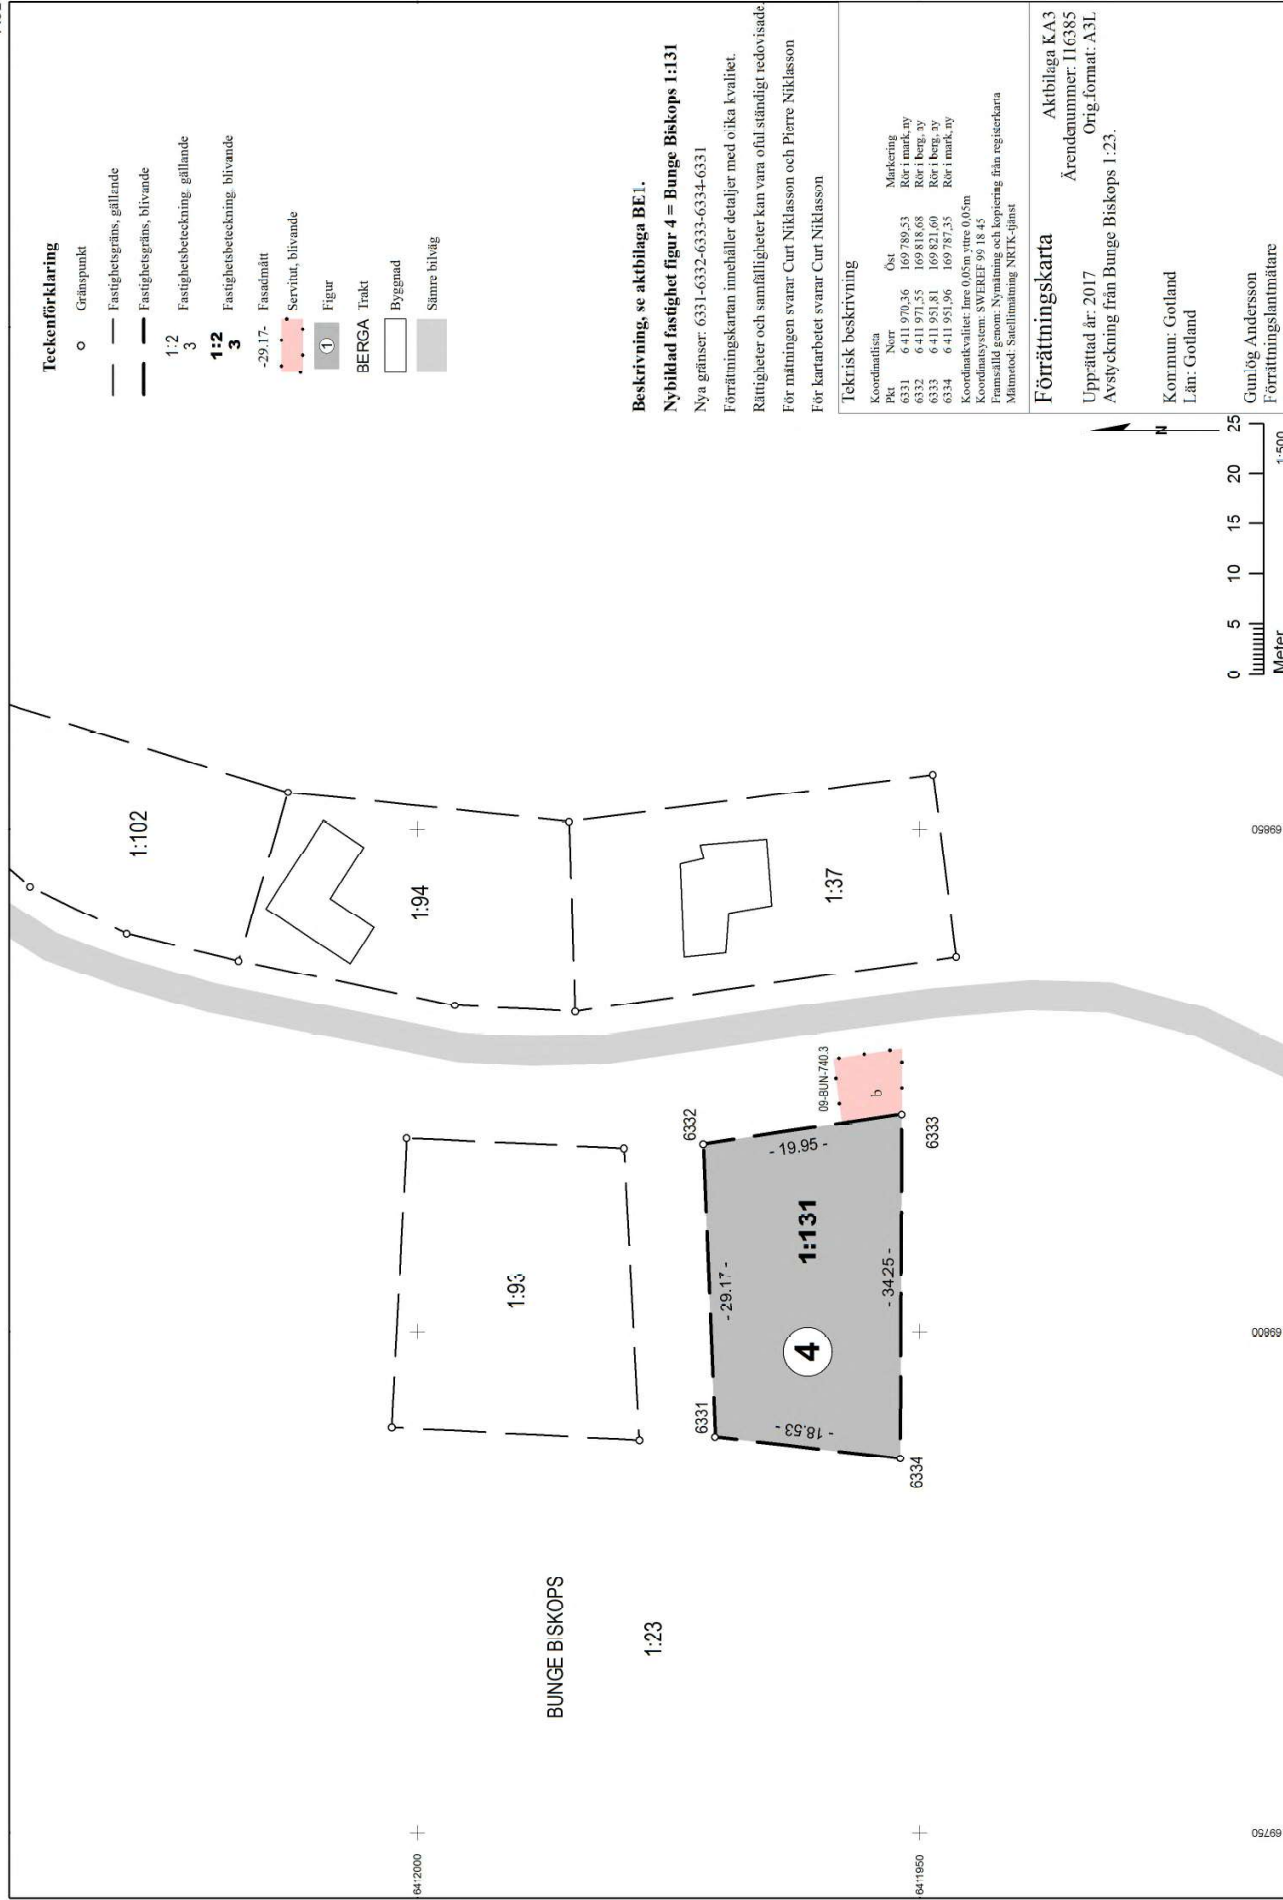 Teckenförklaring
Gränspunkt
Fastighetsgräns, gällande
Fastighetsgräns, blivande
1:2
3
Fastighetsbeteckning, gällande
1:2
3
Fastighetsbeteckning, blivande
-29.17- Fasadmått
Servitut, blivande
1 Figur
BERGA Trakt
Byggnad
Sämre bilväg
Beskrivning, se aktbilaga BE1.
Nybildad fastighet figur 4 = Bunge Biskops 1:131
Nya gränser: 6331-6332-6333-6334-6331
Förrättningskartan innehåller detaljer med olika kvalitet.
Rättigheter och samfälligheter kan vara ofullständigt redovisade.
För mätningen svarar Curt Niklasson och Pierre Niklasson
För kartarbetet svarar Curt Niklasson
Teknisk beskrivning
Koordinatlista
Pkt Norr Öst Markering
6331 6 411 970,36 169 789,53 Rör i mark, ny
6332 6 411 971,55 169 818,68 Rör i berg, ny
6333 6 411 951,81 169 821,60 Rör i berg, ny
6334 6 411 951,96 169 787,35 Rör i mark, ny
Koordinatkvalitet: Inre 0,05m yttre 0,05m
Koordinatsystem: SWEREF 99 18 45
Framställd genom: Nymätning och kopiering från registerkarta
Mätmetod: Satellitmätning NRTK-tjänst
Förrättningskarta
Aktbilaga KA3
Ärendenummer: I16385
Orig.format: A3L
Upprättad år: 2017
Avstyckning från Bunge Biskops 1:23.
Kommun: Gotland
Län: Gotland
Gunlög Andersson
Förrättningslantmätare
N
0 5 10 15 20 25
Meter
1:500
1:102
1:94
1:37
1:93
09-BUN-740.3
b
6332
6333
6331
6334
- 19.95 -
- 29.17 -
- 34.25 -
- 18.53 -
1:131
4
BUNGE BISKOPS
1:23
6412000
6411950
69750
69800
69850